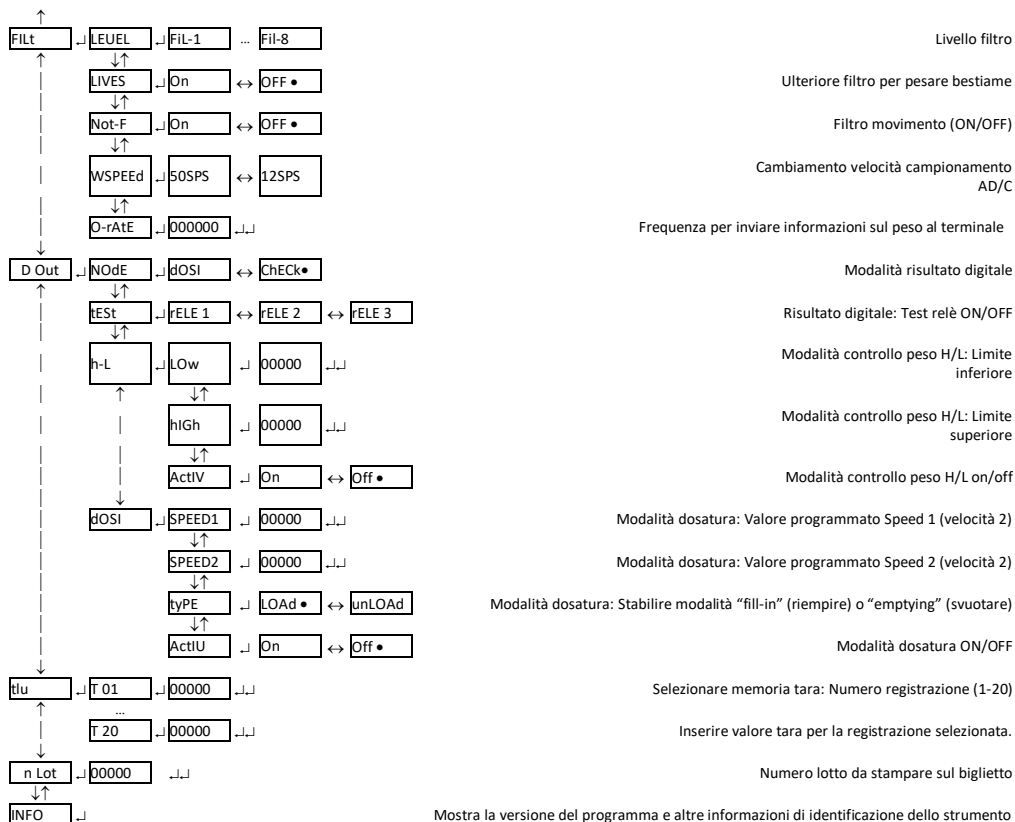 ↑
FILt ↵ LEUEL ↵ FiL-1 ... Fil-8 Livello filtro
↑ ↓↑
LIVES ↵ On ↔ OFF • Ulteriore filtro per pesare bestiame
↓↑
Not-F ↵ On ↔ OFF • Filtro movimento (ON/OFF)
↓↑
WSPEEd ↵ 50SPS ↔ 12SPS Cambiamento velocità campionamento
AD/C
↓↑
O-rAtE ↵ 000000 ↵↵ Frequenza per inviare informazioni sul peso al terminale
↓
D Out ↵ NOdE ↵ dOSI ↔ ChECk• Modalità risultato digitale
↑ ↓↑
tESt ↵ rELE 1 ↔ rELE 2 ↔ rELE 3 Risultato digitale: Test relè ON/OFF
↓↑
h-L ↵ LOw ↵ 00000 ↵↵ Modalità controllo peso H/L: Limite
inferiore
↑ ↓↑
hIGh ↵ 00000 ↵↵ Modalità controllo peso H/L: Limite
superiore
↓↑
ActIV ↵ On ↔ Off • Modalità controllo peso H/L on/off
↓
dOSI ↵ SPEED1 ↵ 00000 ↵↵ Modalità dosatura: Valore programmato Speed 1 (velocità 2)
↓↑
SPEED2 ↵ 00000 ↵↵ Modalità dosatura: Valore programmato Speed 2 (velocità 2)
↓↑
tyPE ↵ LOAd • ↔ unLOAd Modalità dosatura: Stabilire modalità “fill-in” (riempire) o “emptying” (svuotare)
↓↑
ActIU ↵ On ↔ Off • Modalità dosatura ON/OFF
↓
tlu ↵ T 01 ↵ 00000 ↵↵ Selezionare memoria tara: Numero registrazione (1-20)
↑ ...
T 20 ↵ 00000 ↵↵ Inserire valore tara per la registrazione selezionata.
↓
n Lot ↵ 00000 ↵↵ Numero lotto da stampare sul biglietto
↓↑
INFO ↵ Mostra la versione del programma e altre informazioni di identificazione dello strumento